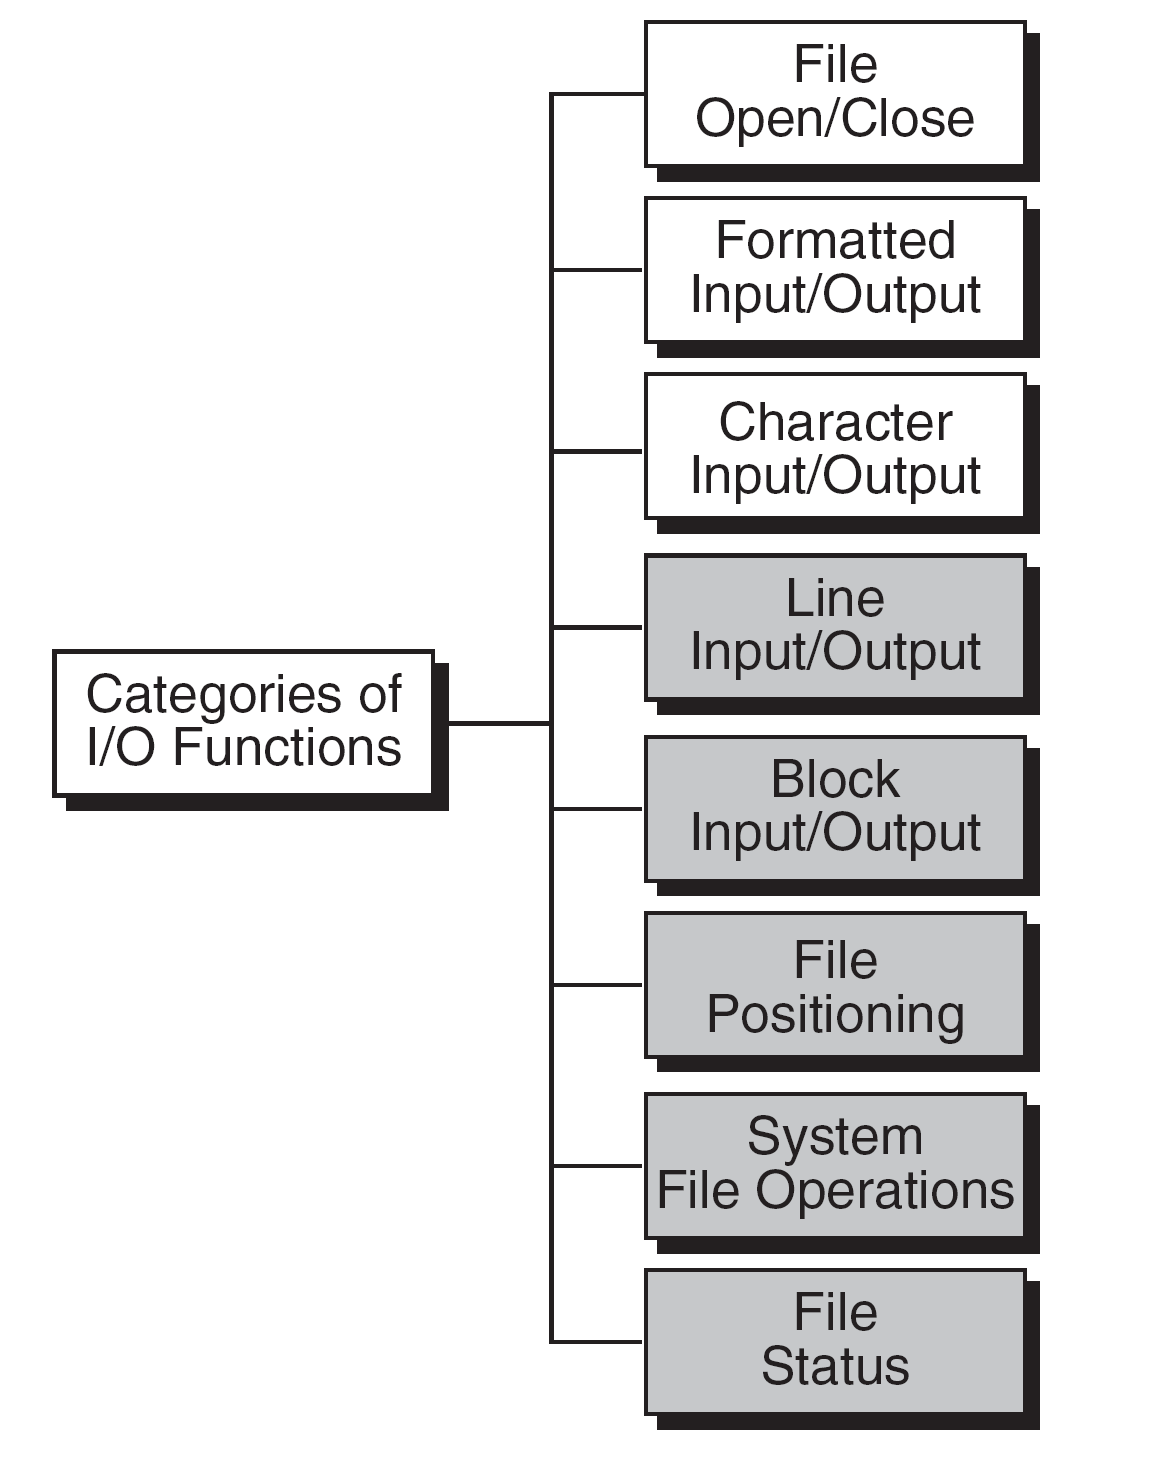 File
Open/Close
Formatted
Input/Output
Character
Input/Output
Line
Input/Output
Categories of
I/O Functions
Block
Input/Output
File
Positioning
System
File Operations
File
Status